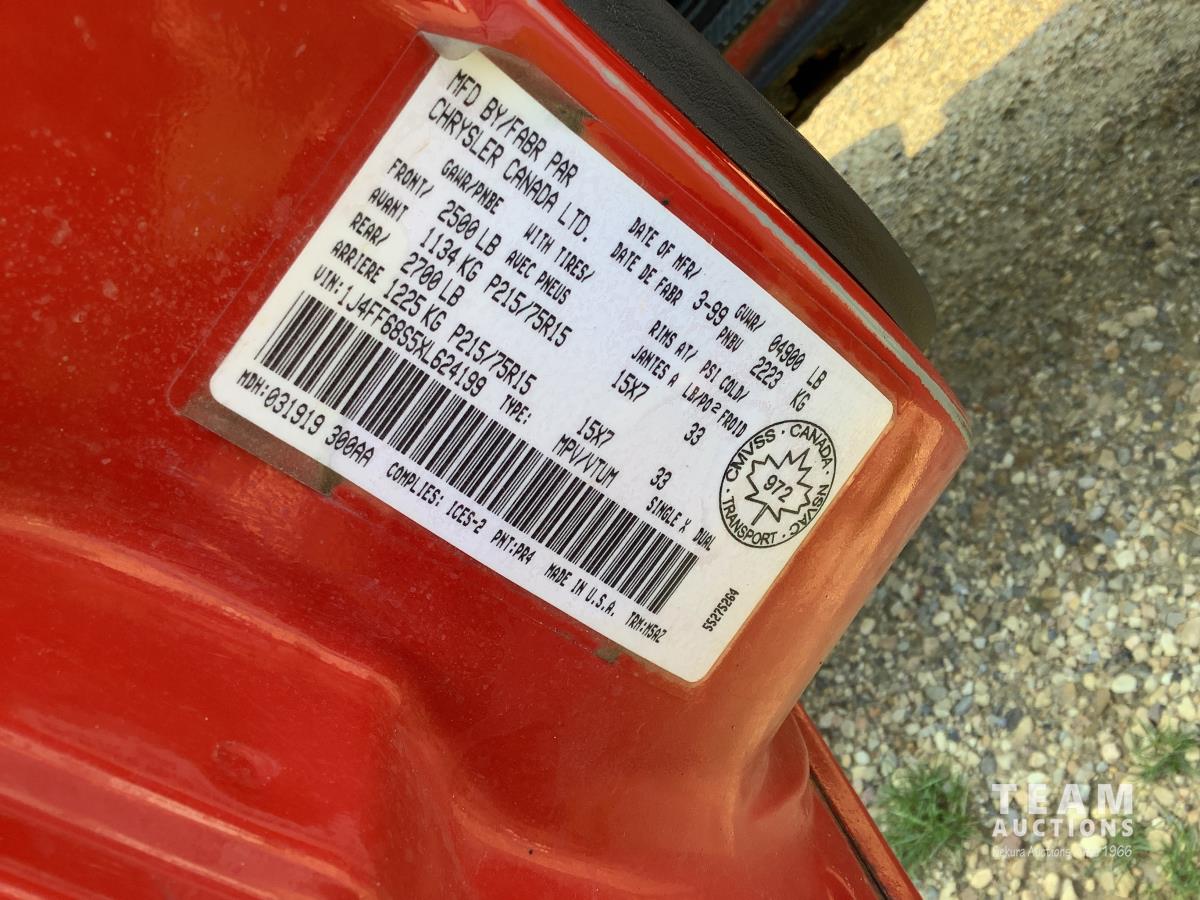 MFD BY/FABR PAR
CHRYSLER CANADA LTD.
DATE OF MFR/
DATE DE FABR 3-99
GVWR/ 04900 LB
PNBV 2223 KG
GAWR/PNBE WITH TIRES/ RIMS AT/ PSI COLD/
AVEC PNEUS JANTES A LB/PO² FROID
FRONT/ 2500 LB
AVANT 1134 KG P215/75R15 15X7 33
REAR/ 2700 LB
ARRIERE 1225 KG P215/75R15 15X7 33
VIN: 1J4FF68S5XL624199 TYPE: MPV/VTUM SINGLE X DUAL
MDH:031919 300AA COMPLIES: ICES-2 PNT:PR4 MADE IN U.S.A. TRM:M5AZ
55275264
CMVSS · CANADA · NSVAC · TRANSPORT ·
972
TEAM
AUCTIONS
1966